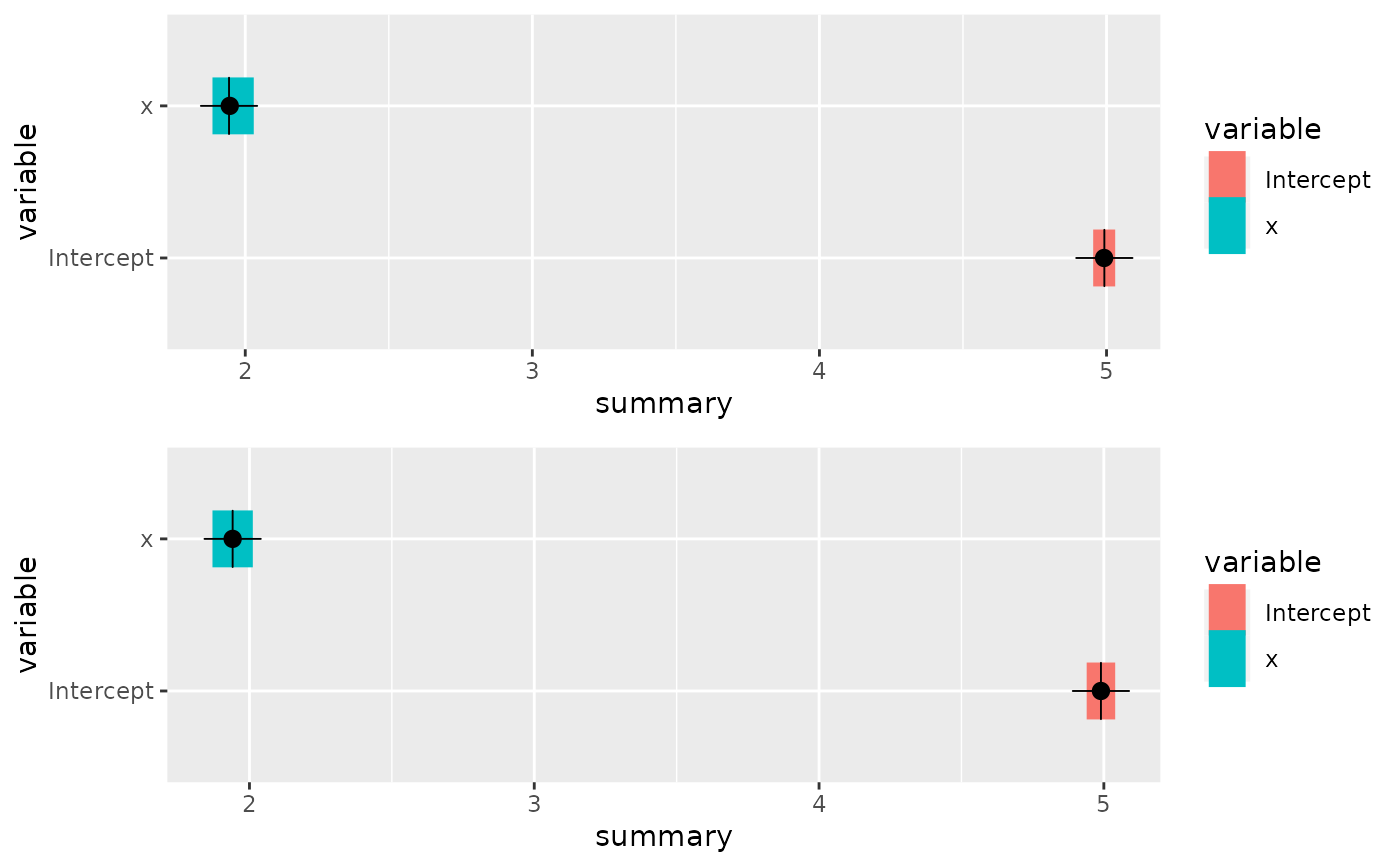 variable
x
Intercept
2 3 4 5
summary
variable
Intercept
x
variable
x
Intercept
2 3 4 5
summary
variable
Intercept
x